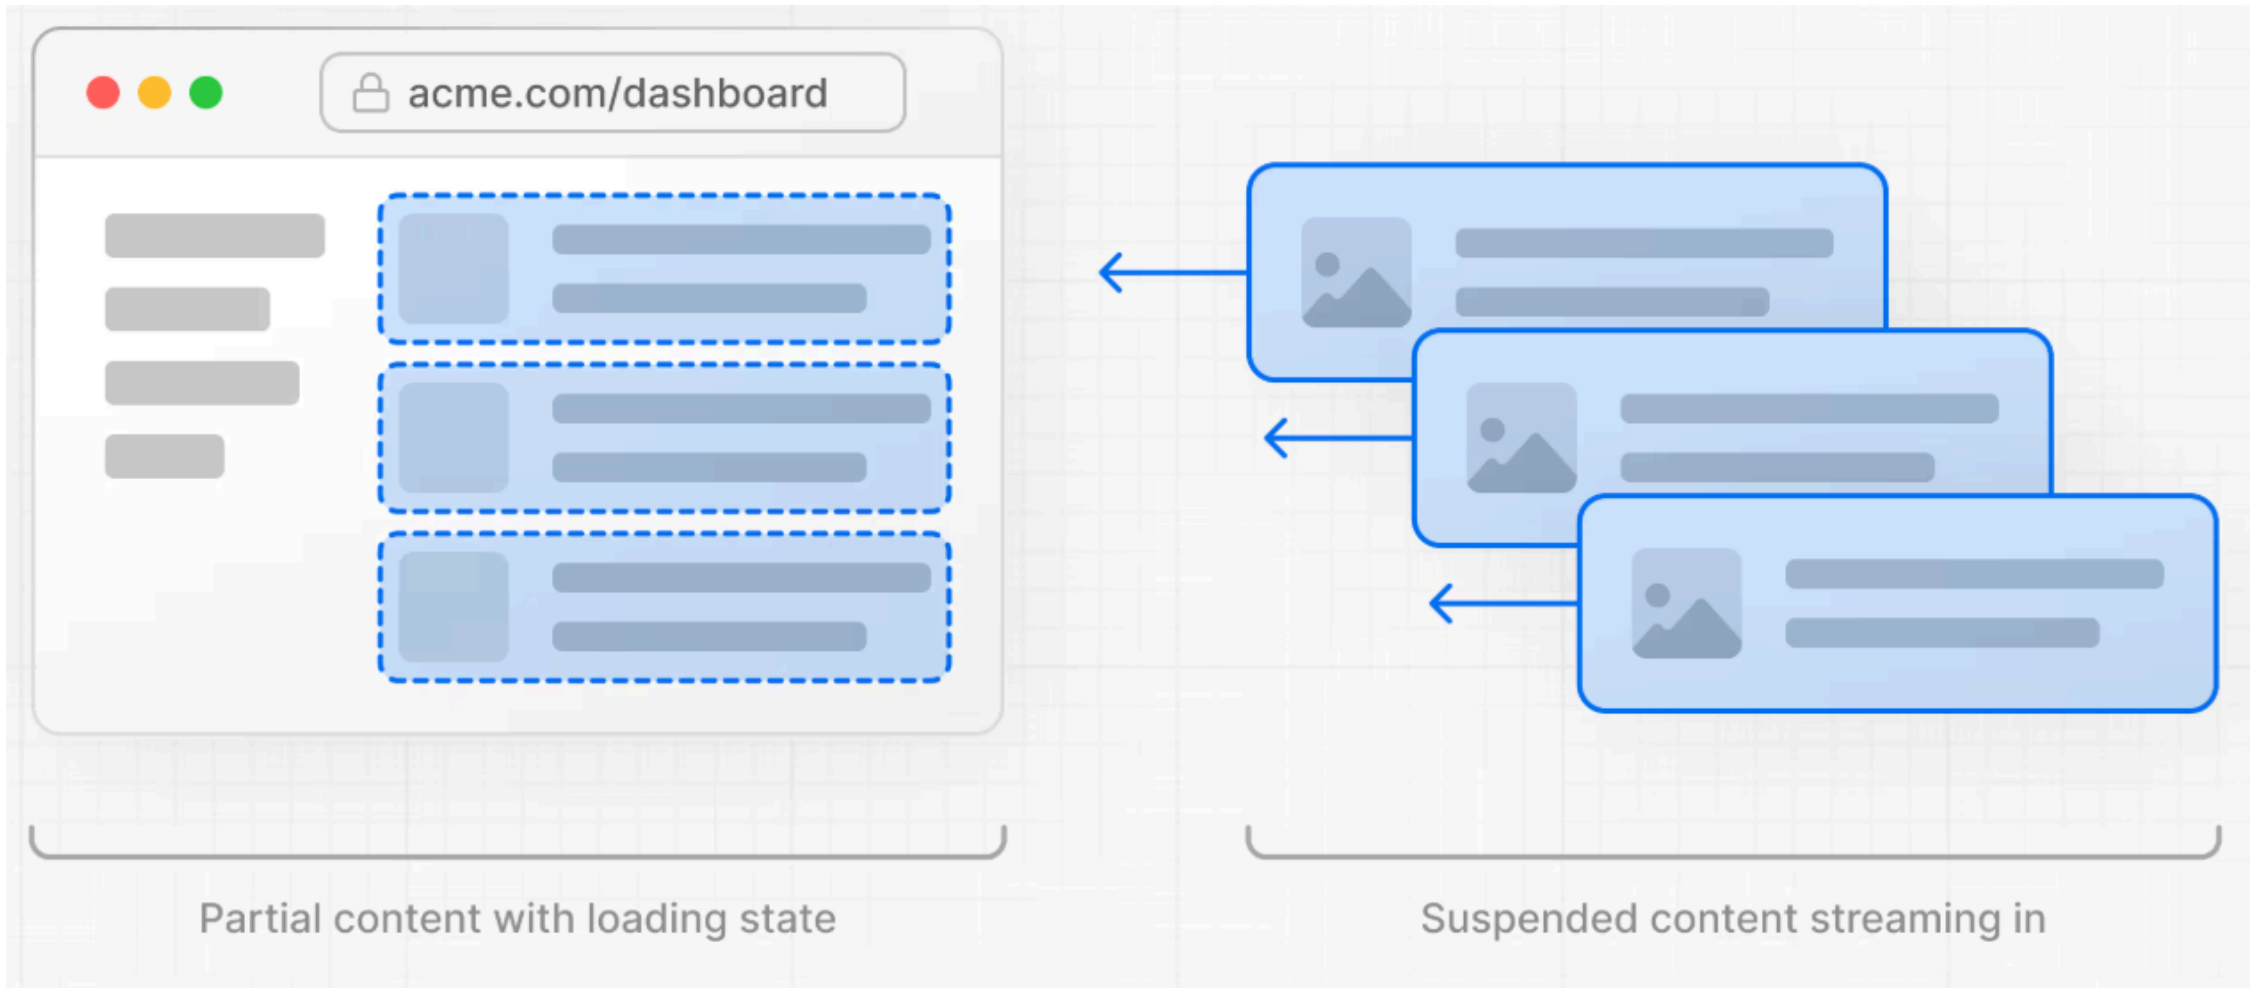 acme.com/dashboard
Partial content with loading state
Suspended content streaming in